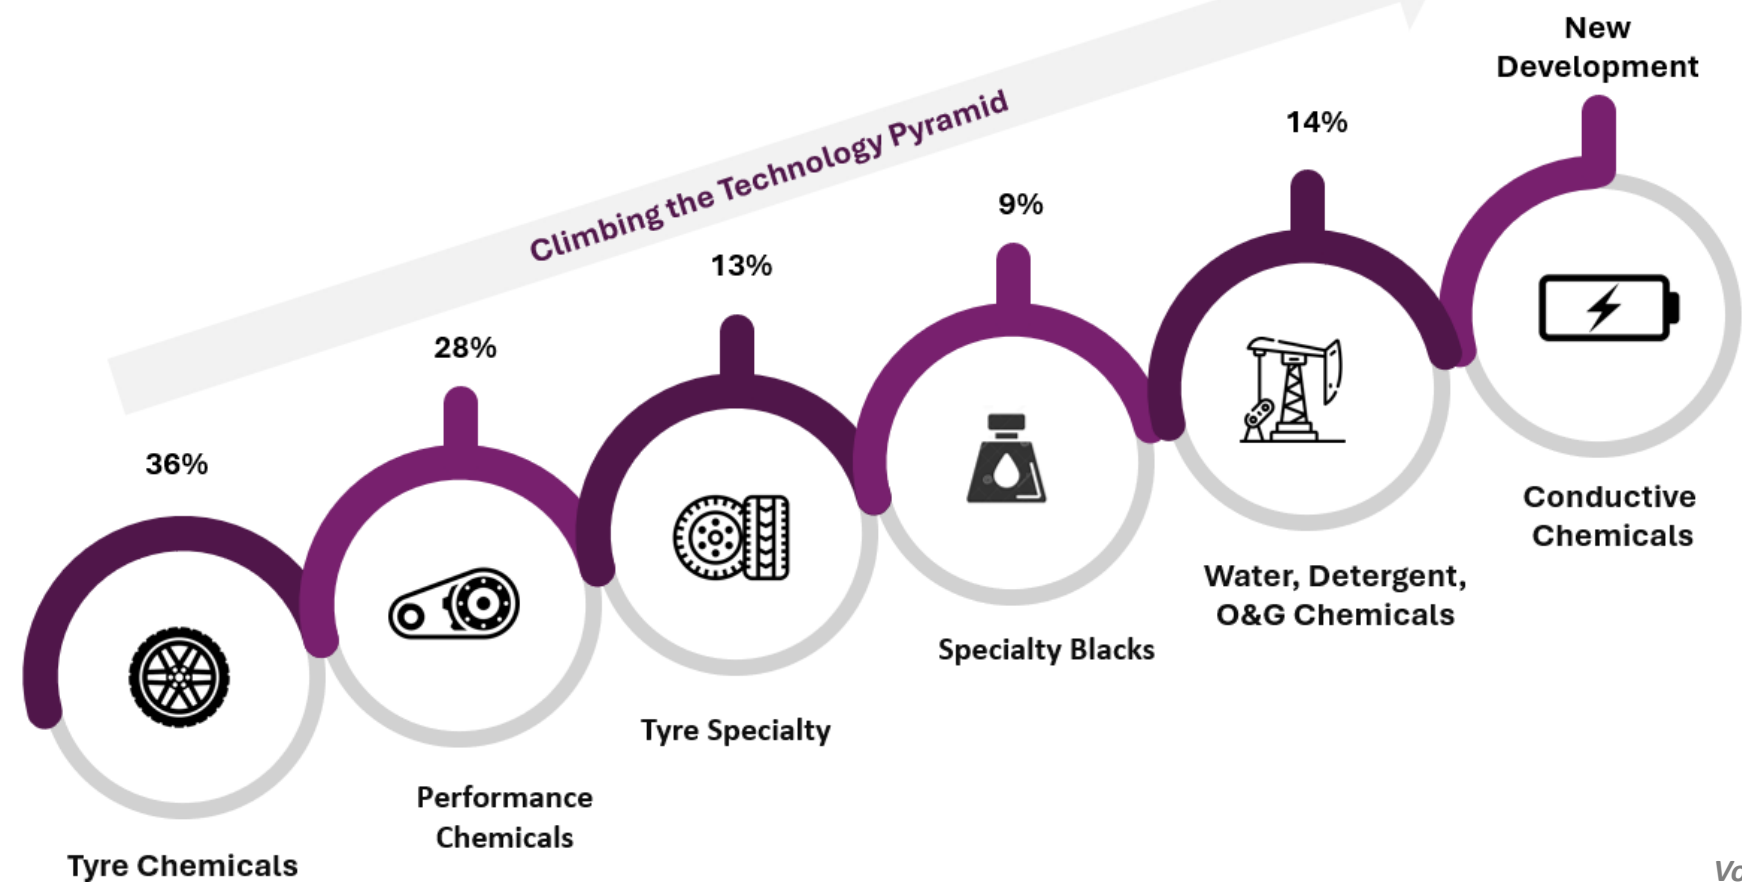 New
Development
14%
Climbing the Technology Pyramid
9%
13%
28%
36%
Conductive
Chemicals
Water, Detergent,
O&G Chemicals
Specialty Blacks
Tyre Specialty
Performance
Chemicals
Tyre Chemicals